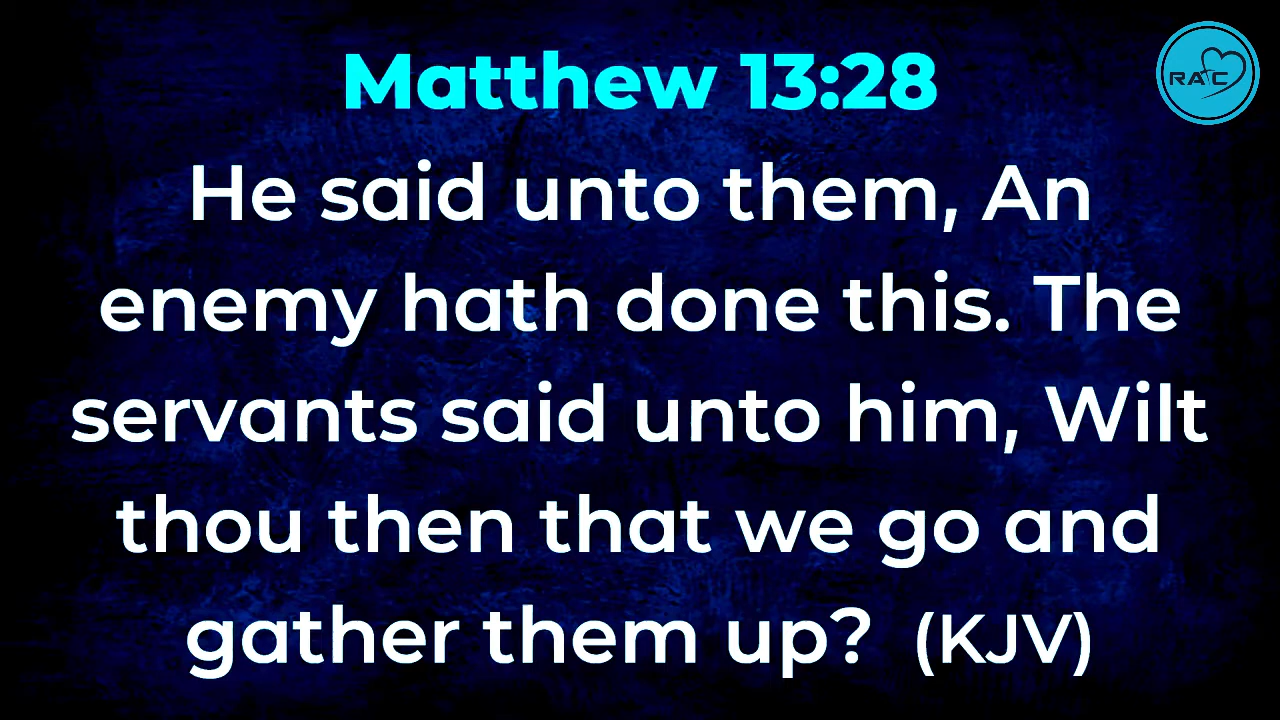 Matthew 13:28
RAC
He said unto them, An
enemy hath done this. The
servants said unto him, Wilt
thou then that we go and
gather them up? (KJV)